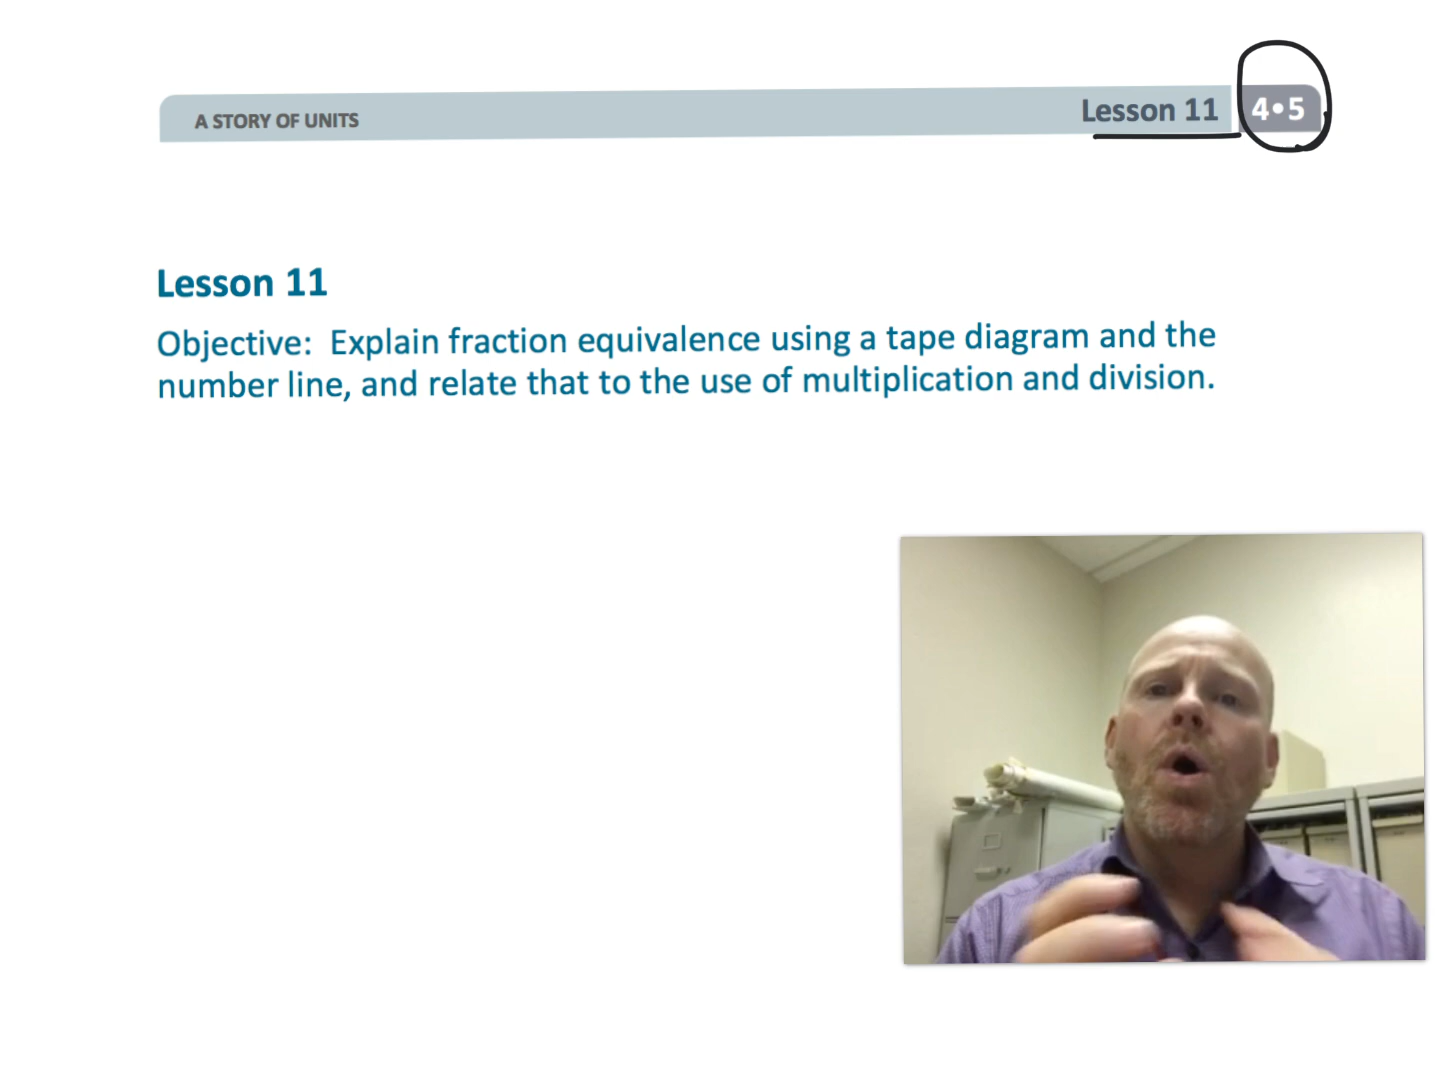 A STORY OF UNITS
Lesson 11
4•5
Lesson 11
Objective: Explain fraction equivalence using a tape diagram and the
number line, and relate that to the use of multiplication and division.